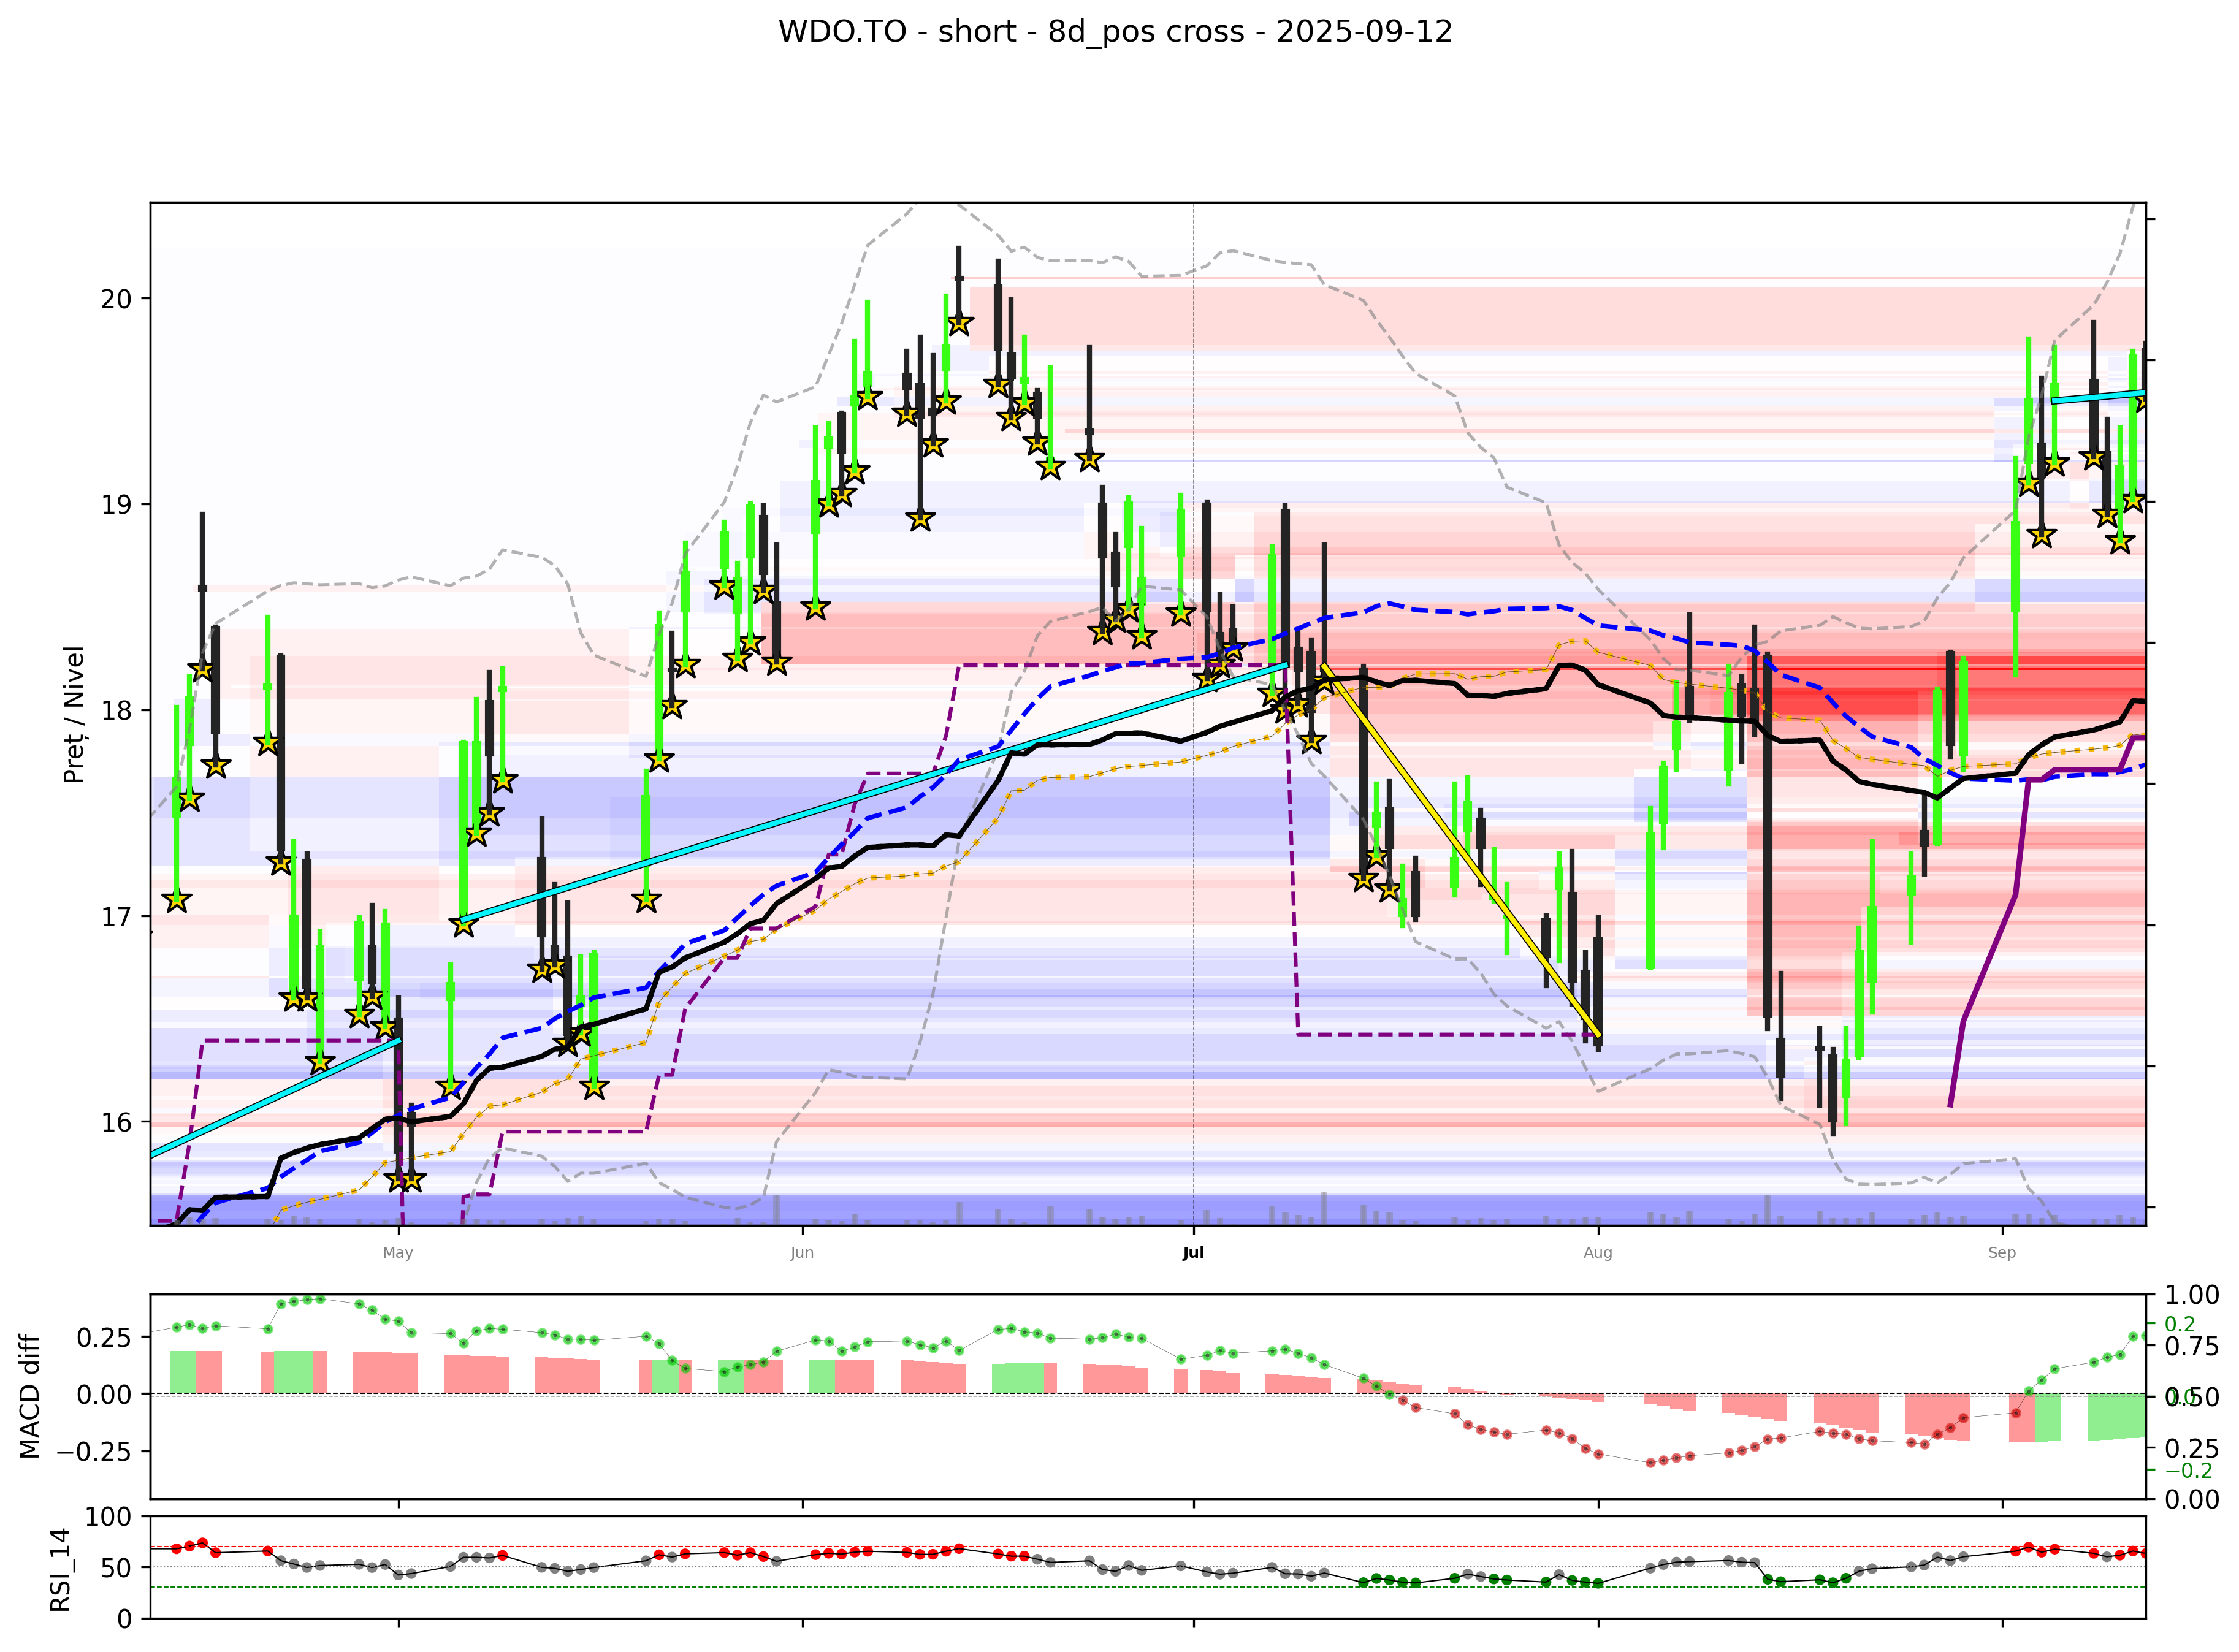 WDO.TO - short - 8d_pos cross - 2025-09-12
Preț / Nivel
20
19
18
17
16
May
Jun
Jul
Aug
Sep
MACD diff
0.25
0.00
−0.25
1.00
0.75
0.50
0.25
0.00
0.2
0.0
−0.2
RSI_14
100
50
0